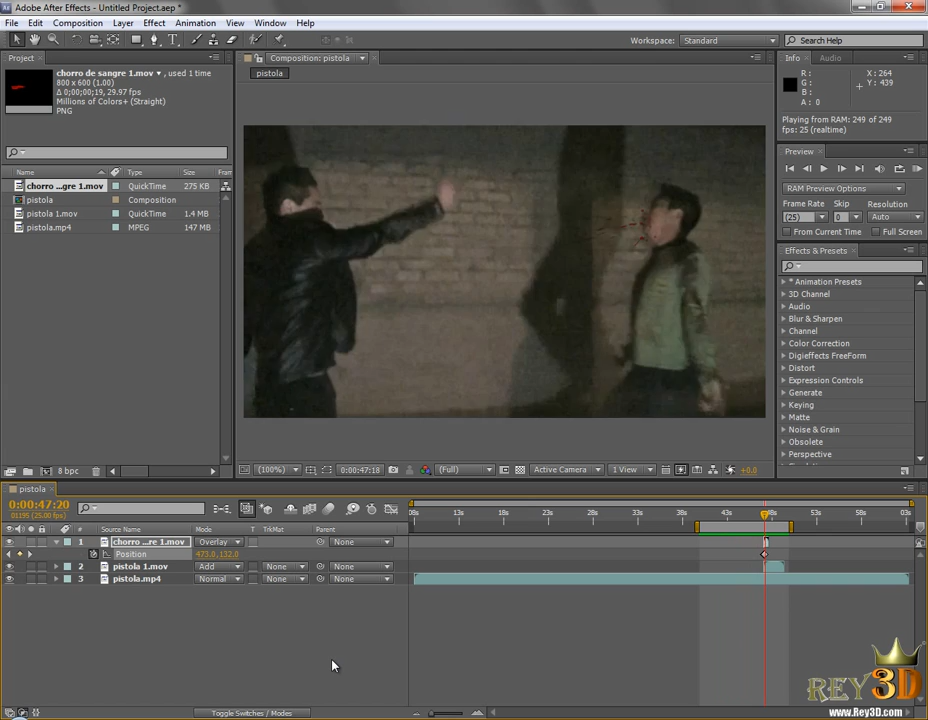 Adobe After Effects - Untitled Project.aep *
File Edit Composition Layer Effect Animation View Window Help
Workspace: Standard Search Help
Project
chorro de sangre 1.mov ▼ , used 1 time
800 x 600 (1.00)
Δ 0;00;00;19, 29.97 fps
Millions of Colors+ (Straight)
PNG
Name Type Size Fram
chorro ...gre 1.mov QuickTime 275 KB
pistola Composition
pistola 1.mov QuickTime 1.4 MB
pistola.mp4 MPEG 147 MB
8 bpc
Composition: pistola
pistola
(100%) 0:00:47:18 (Full) Active Camera 1 View +0.0
Info Audio
R : X : 264
G : Y : 439
B :
A : 0
Playing from RAM: 249 of 249
fps: 25 (realtime)
Preview
RAM Preview Options
Frame Rate Skip Resolution
(25) 0 Auto
From Current Time Full Screen
Effects & Presets
* Animation Presets
3D Channel
Audio
Blur & Sharpen
Channel
Color Correction
Digieffects FreeForm
Distort
Expression Controls
Generate
Keying
Matte
Noise & Grain
Obsolete
Perspective
pistola
0:00:47:20
01195 (25.00 fps)
08s 13s 18s 23s 28s 33s 38s 43s 48s 53s 58s 03s
# Source Name Mode T TrkMat Parent
1 chorro ...re 1.mov Overlay None
Position 473.0,132.0
2 pistola 1.mov Add None None
3 pistola.mp4 Normal None None
Toggle Switches / Modes
REY3D
www.Rey3D.com